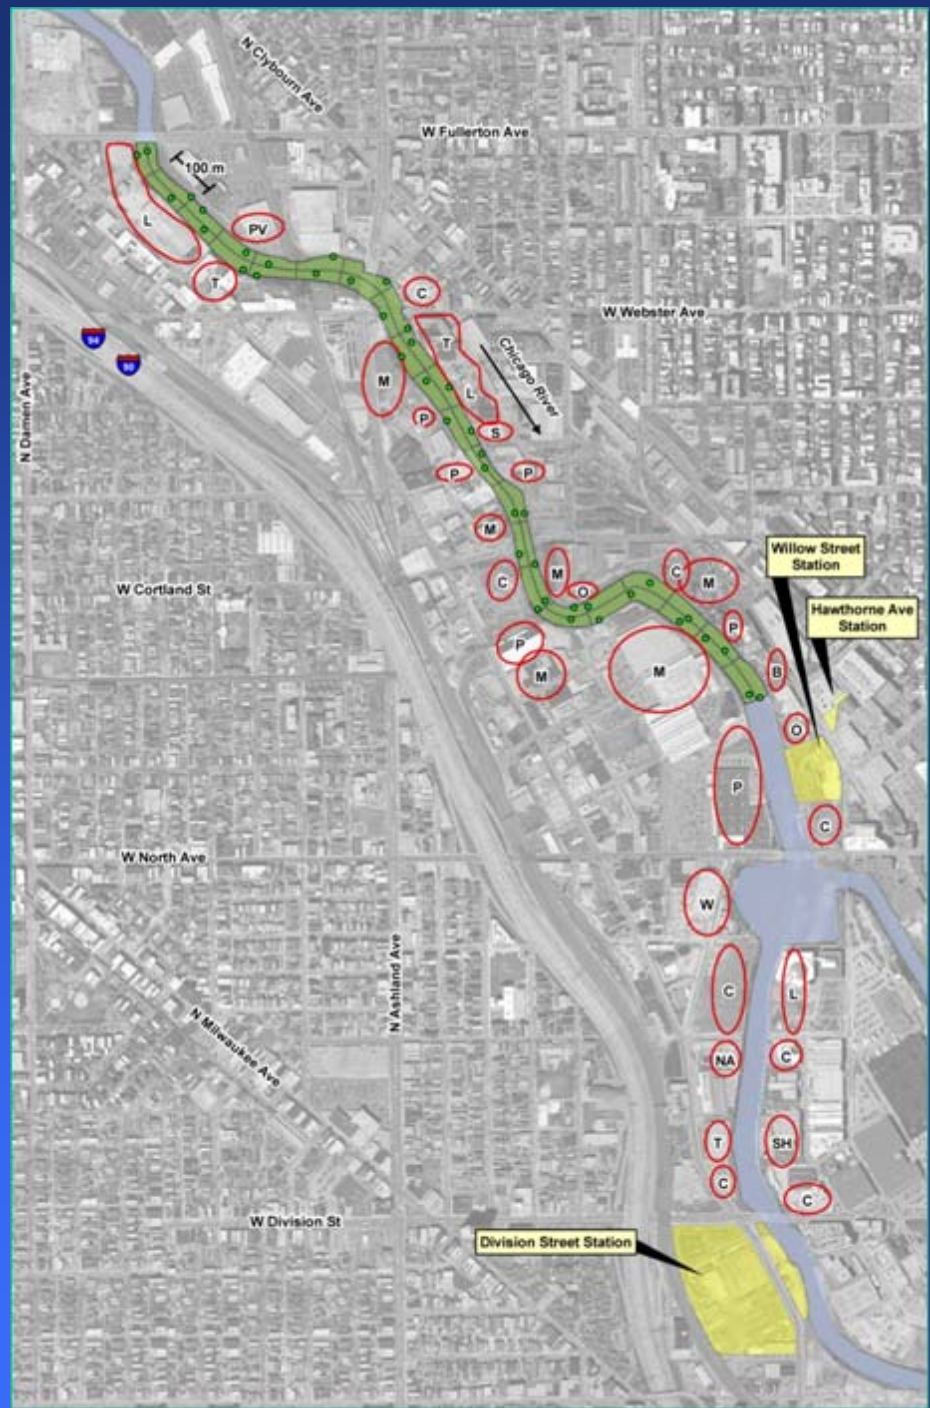 N Clybourn Ave
W Fullerton Ave
100 m
L
PV
T
C
W Webster Ave
94
90
T
Chicago River
M
L
N Damen Ave
P
S
P
P
M
Willow Street
Station
M
C
M
C
O
W Cortland St
Hawthorne Ave
Station
P
P
M
M
B
O
P
C
W North Ave
W
N Ashland Ave
C
L
N Milwaukee Ave
NA
C
T
SH
C
C
W Division St
Division Street Station